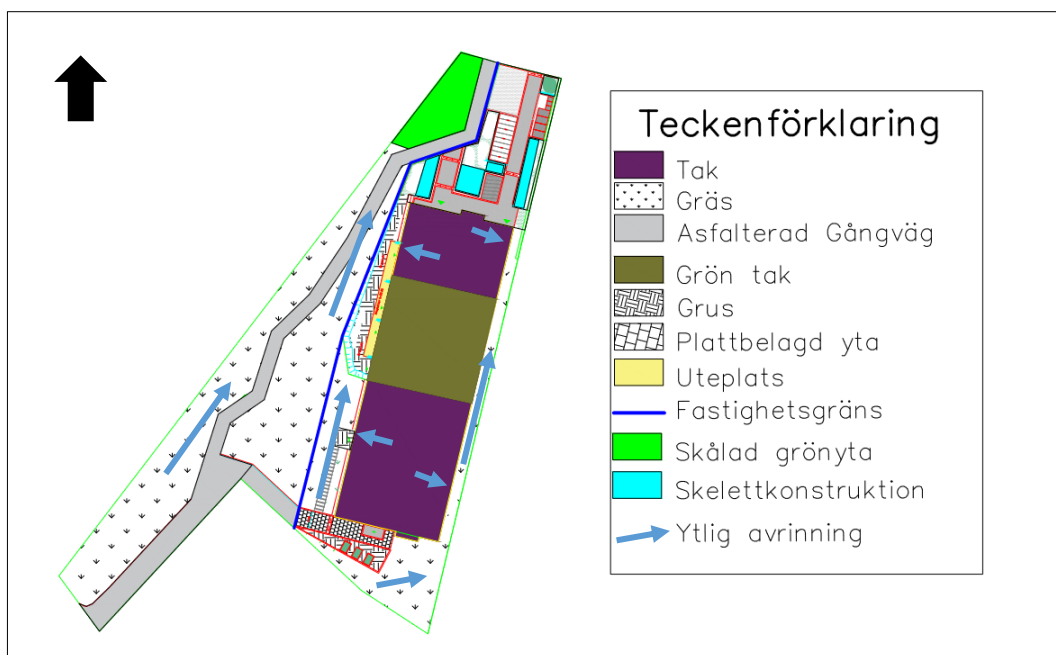 Teckenförklaring
Tak
Gräs
Asfalterad Gångväg
Grön tak
Grus
Plattbelagd yta
Uteplats
Fastighetsgräns
Skålad grönyta
Skelettkonstruktion
Ytlig avrinning